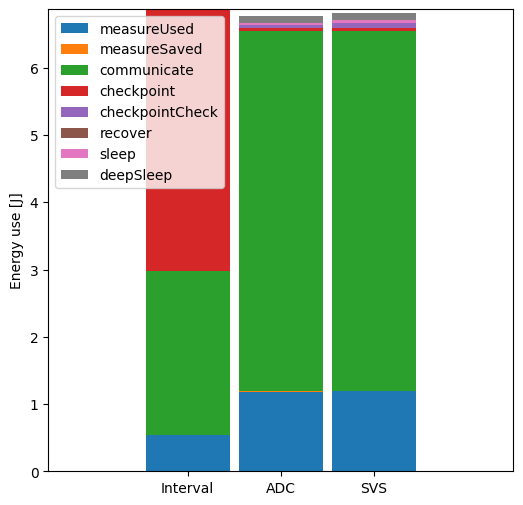 measureUsed
measureSaved
communicate
checkpoint
checkpointCheck
recover
sleep
deepSleep
Energy use [J]
6
5
4
3
2
1
0
Interval ADC SVS